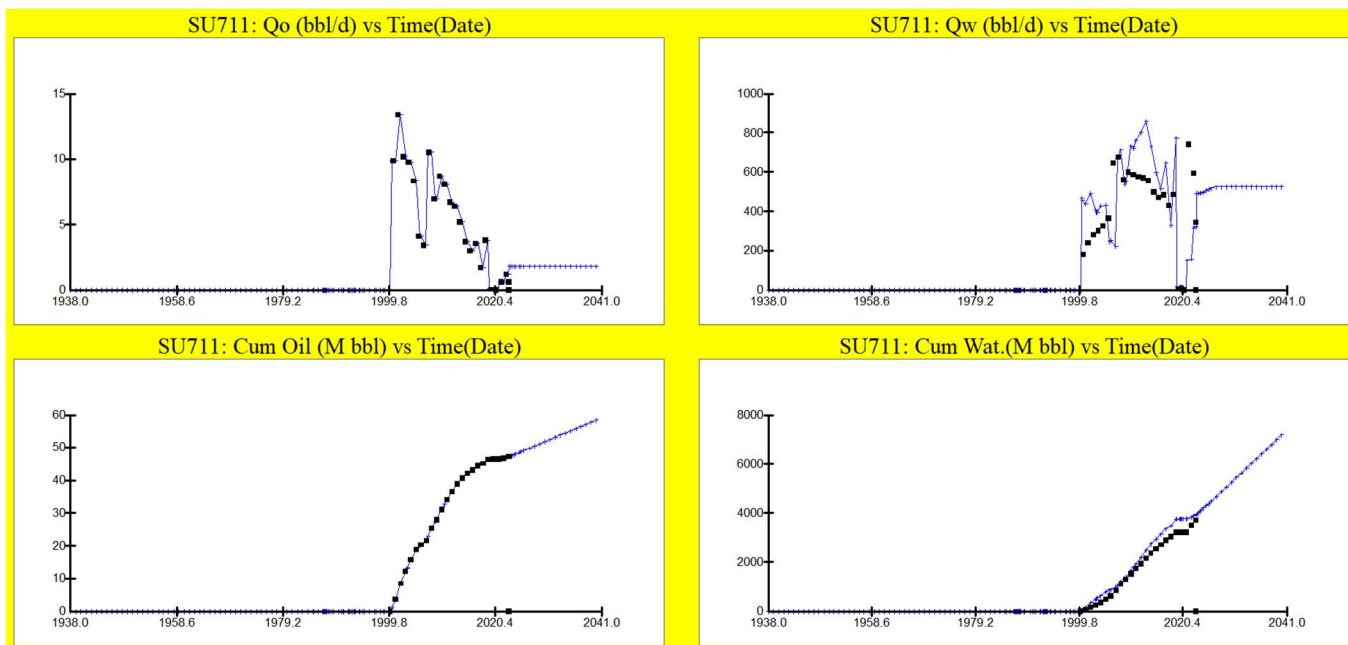 SU711: Qo (bbl/d) vs Time(Date)
15
10
5
0
1938.0 1958.6 1979.2 1999.8 2020.4 2041.0
SU711: Qw (bbl/d) vs Time(Date)
1000
800
600
400
200
0
1938.0 1958.6 1979.2 1999.8 2020.4 2041.0
SU711: Cum Oil (M bbl) vs Time(Date)
60
50
40
30
20
10
0
1938.0 1958.6 1979.2 1999.8 2020.4 2041.0
SU711: Cum Wat.(M bbl) vs Time(Date)
8000
6000
4000
2000
0
1938.0 1958.6 1979.2 1999.8 2020.4 2041.0